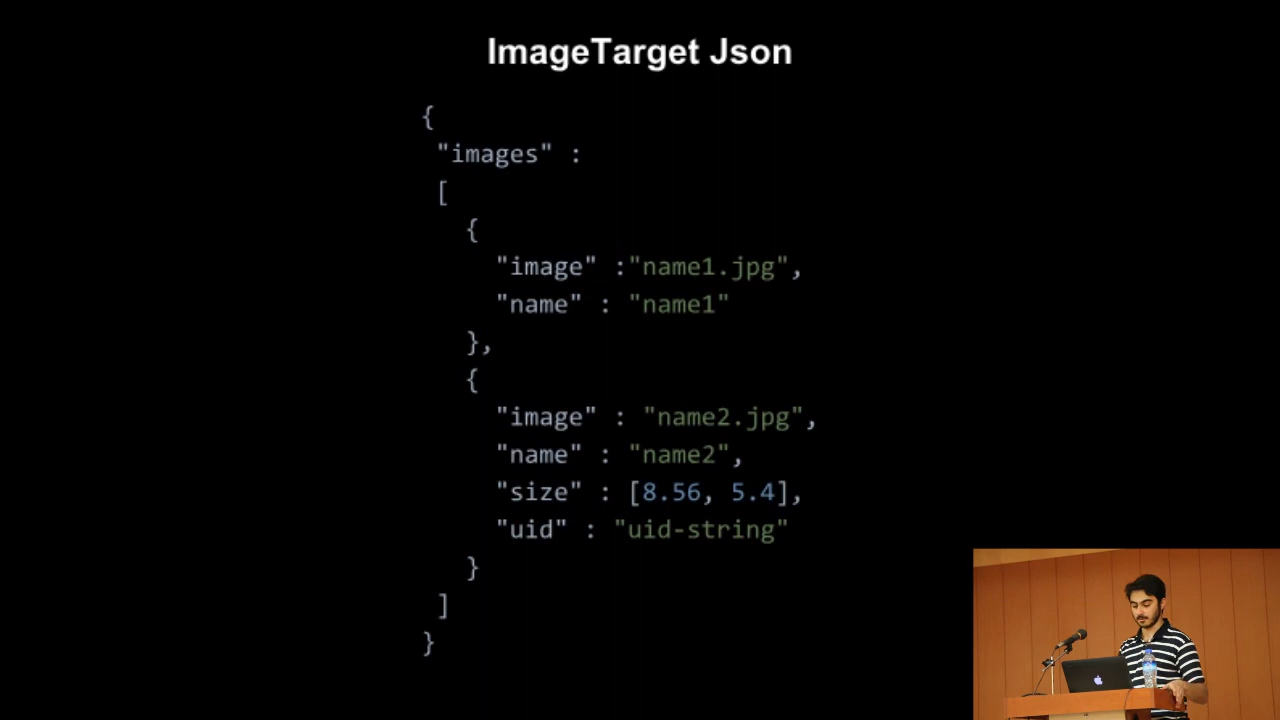 ImageTarget Json
{
"images" :
[
{
"image" :"name1.jpg",
"name" : "name1"
},
{
"image" : "name2.jpg",
"name" : "name2",
"size" : [8.56, 5.4],
"uid" : "uid-string"
}
]
}